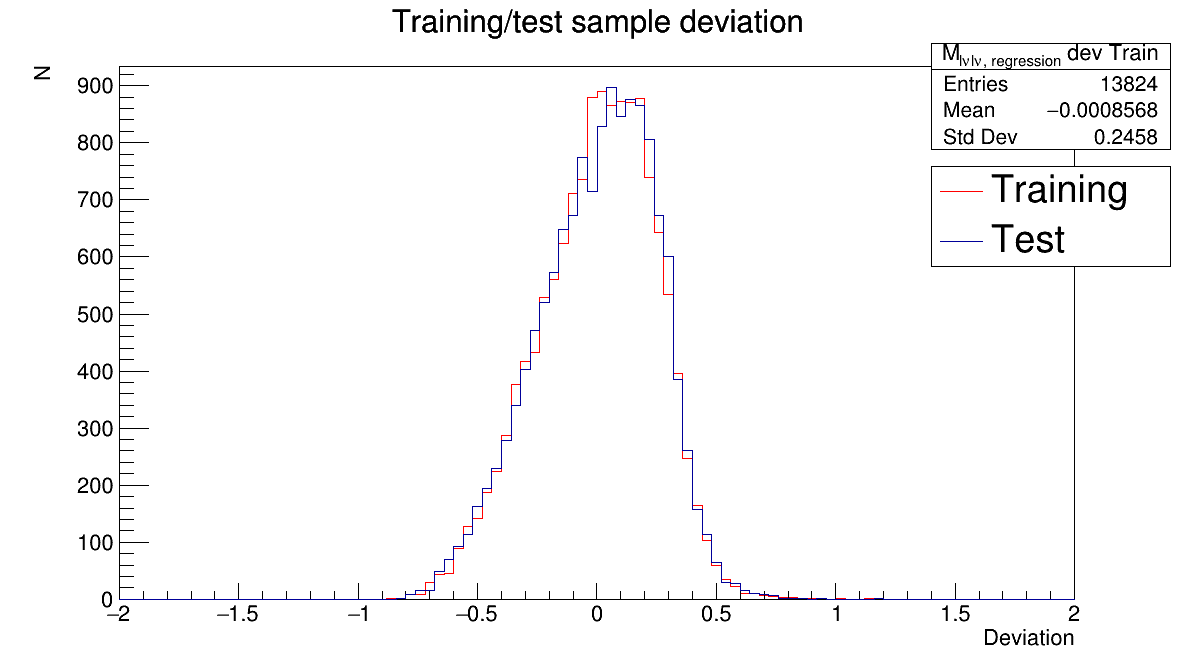 Training/test sample deviation
N
M_lνlν, regression dev Train
Entries 13824
Mean −0.0008568
Std Dev 0.2458
Training
Test
900
800
700
600
500
400
300
200
100
0
−2 −1.5 −1 −0.5 0 0.5 1 1.5 2
Deviation